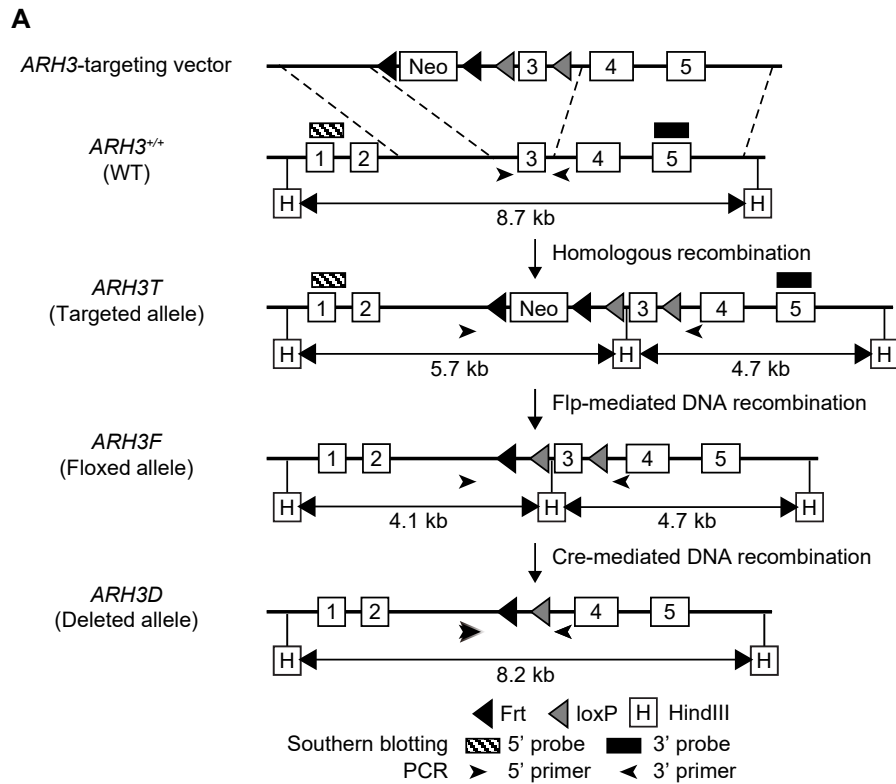 A
ARH3-targeting vector
Neo 3 4 5
ARH3+/+
(WT)
1 2 3 4 5
H H
8.7 kb
Homologous recombination
ARH3T
(Targeted allele)
1 2 Neo 3 4 5
H H H
5.7 kb 4.7 kb
Flp-mediated DNA recombination
ARH3F
(Floxed allele)
1 2 3 4 5
H H H
4.1 kb 4.7 kb
Cre-mediated DNA recombination
ARH3D
(Deleted allele)
1 2 4 5
H H
8.2 kb
Frt loxP H HindIII
Southern blotting 5’ probe 3’ probe
PCR 5’ primer 3’ primer